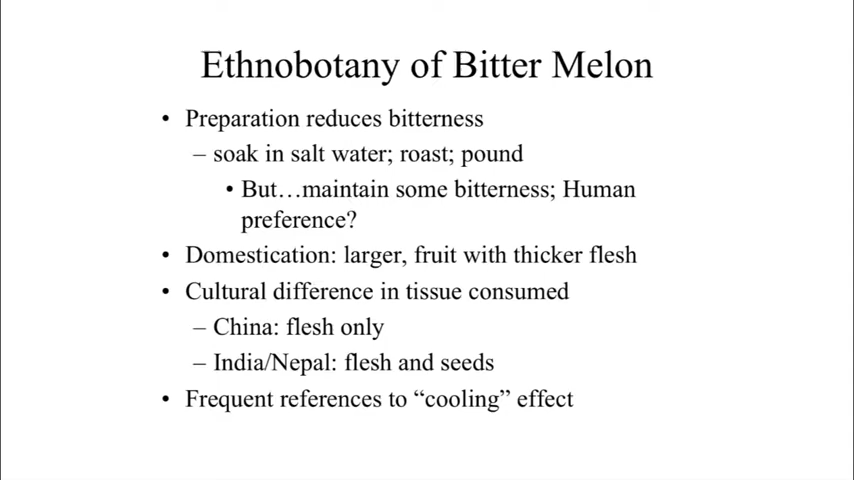 Ethnobotany of Bitter Melon
• Preparation reduces bitterness
– soak in salt water; roast; pound
• But…maintain some bitterness; Human
preference?
• Domestication: larger, fruit with thicker flesh
• Cultural difference in tissue consumed
– China: flesh only
– India/Nepal: flesh and seeds
• Frequent references to “cooling” effect